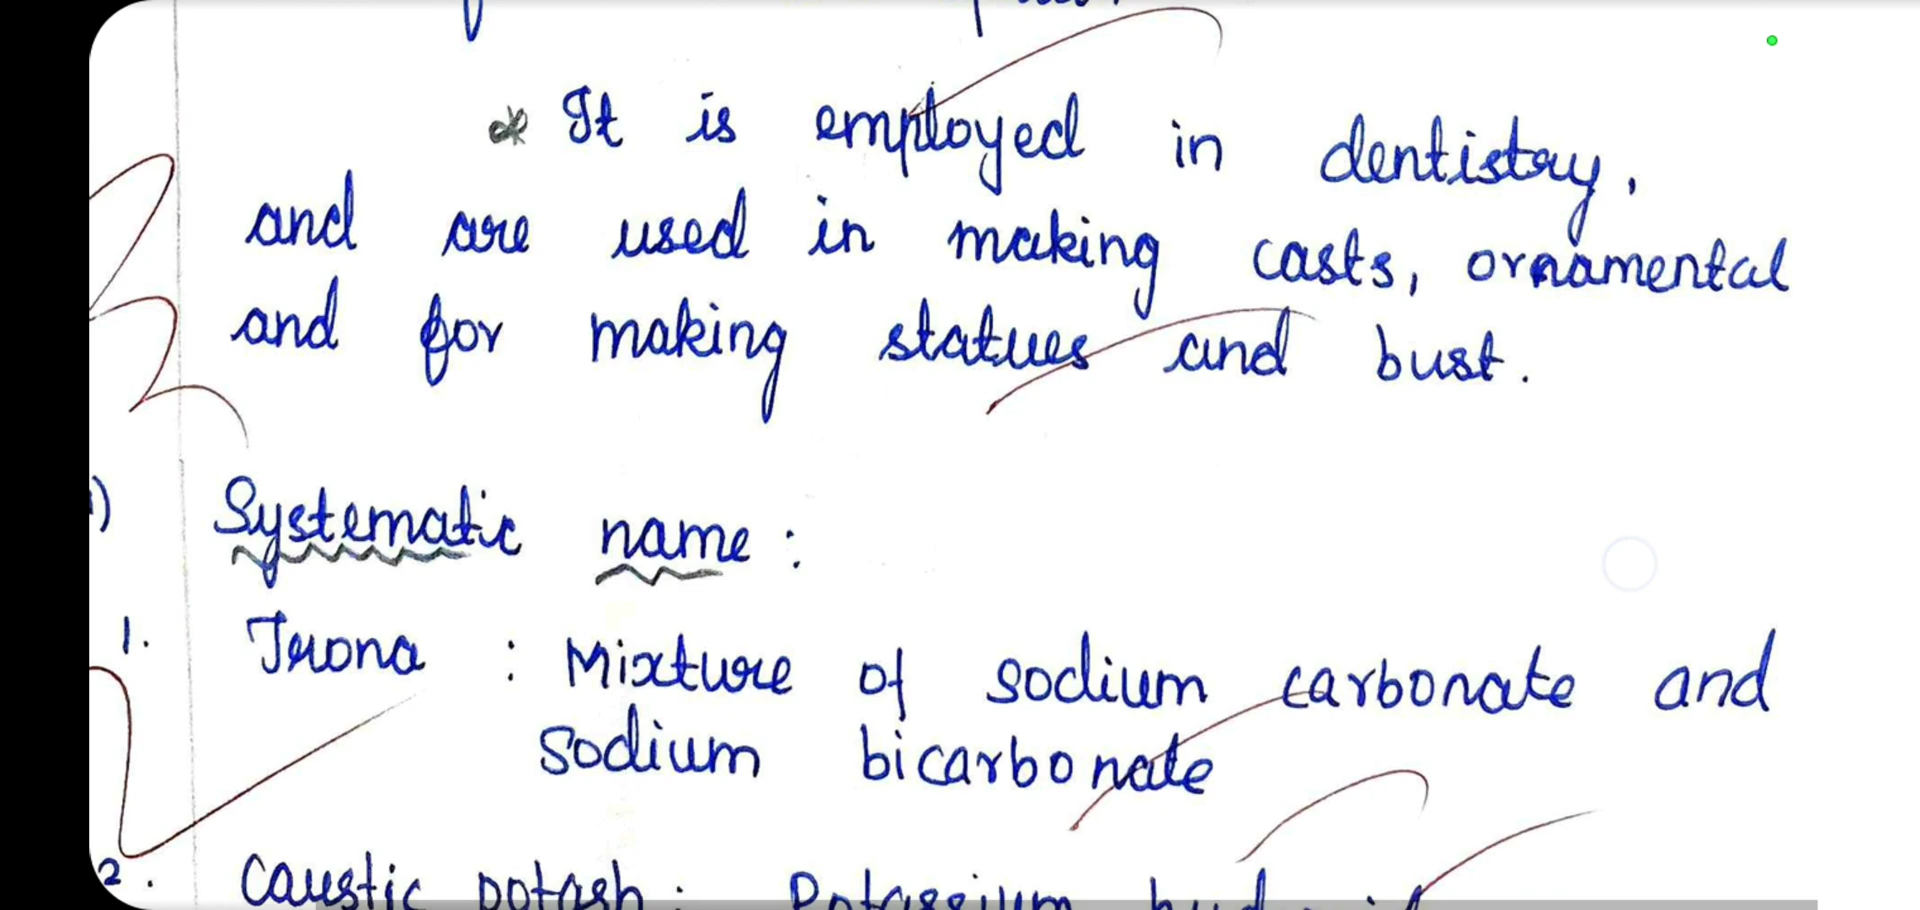 * It is employed in dentistry,
and are used in making casts, ornamental
and for making statues and bust.
Systematic name :
1. Trona : Mixture of sodium carbonate and
sodium bicarbonate
2. Caustic potash : Potassium